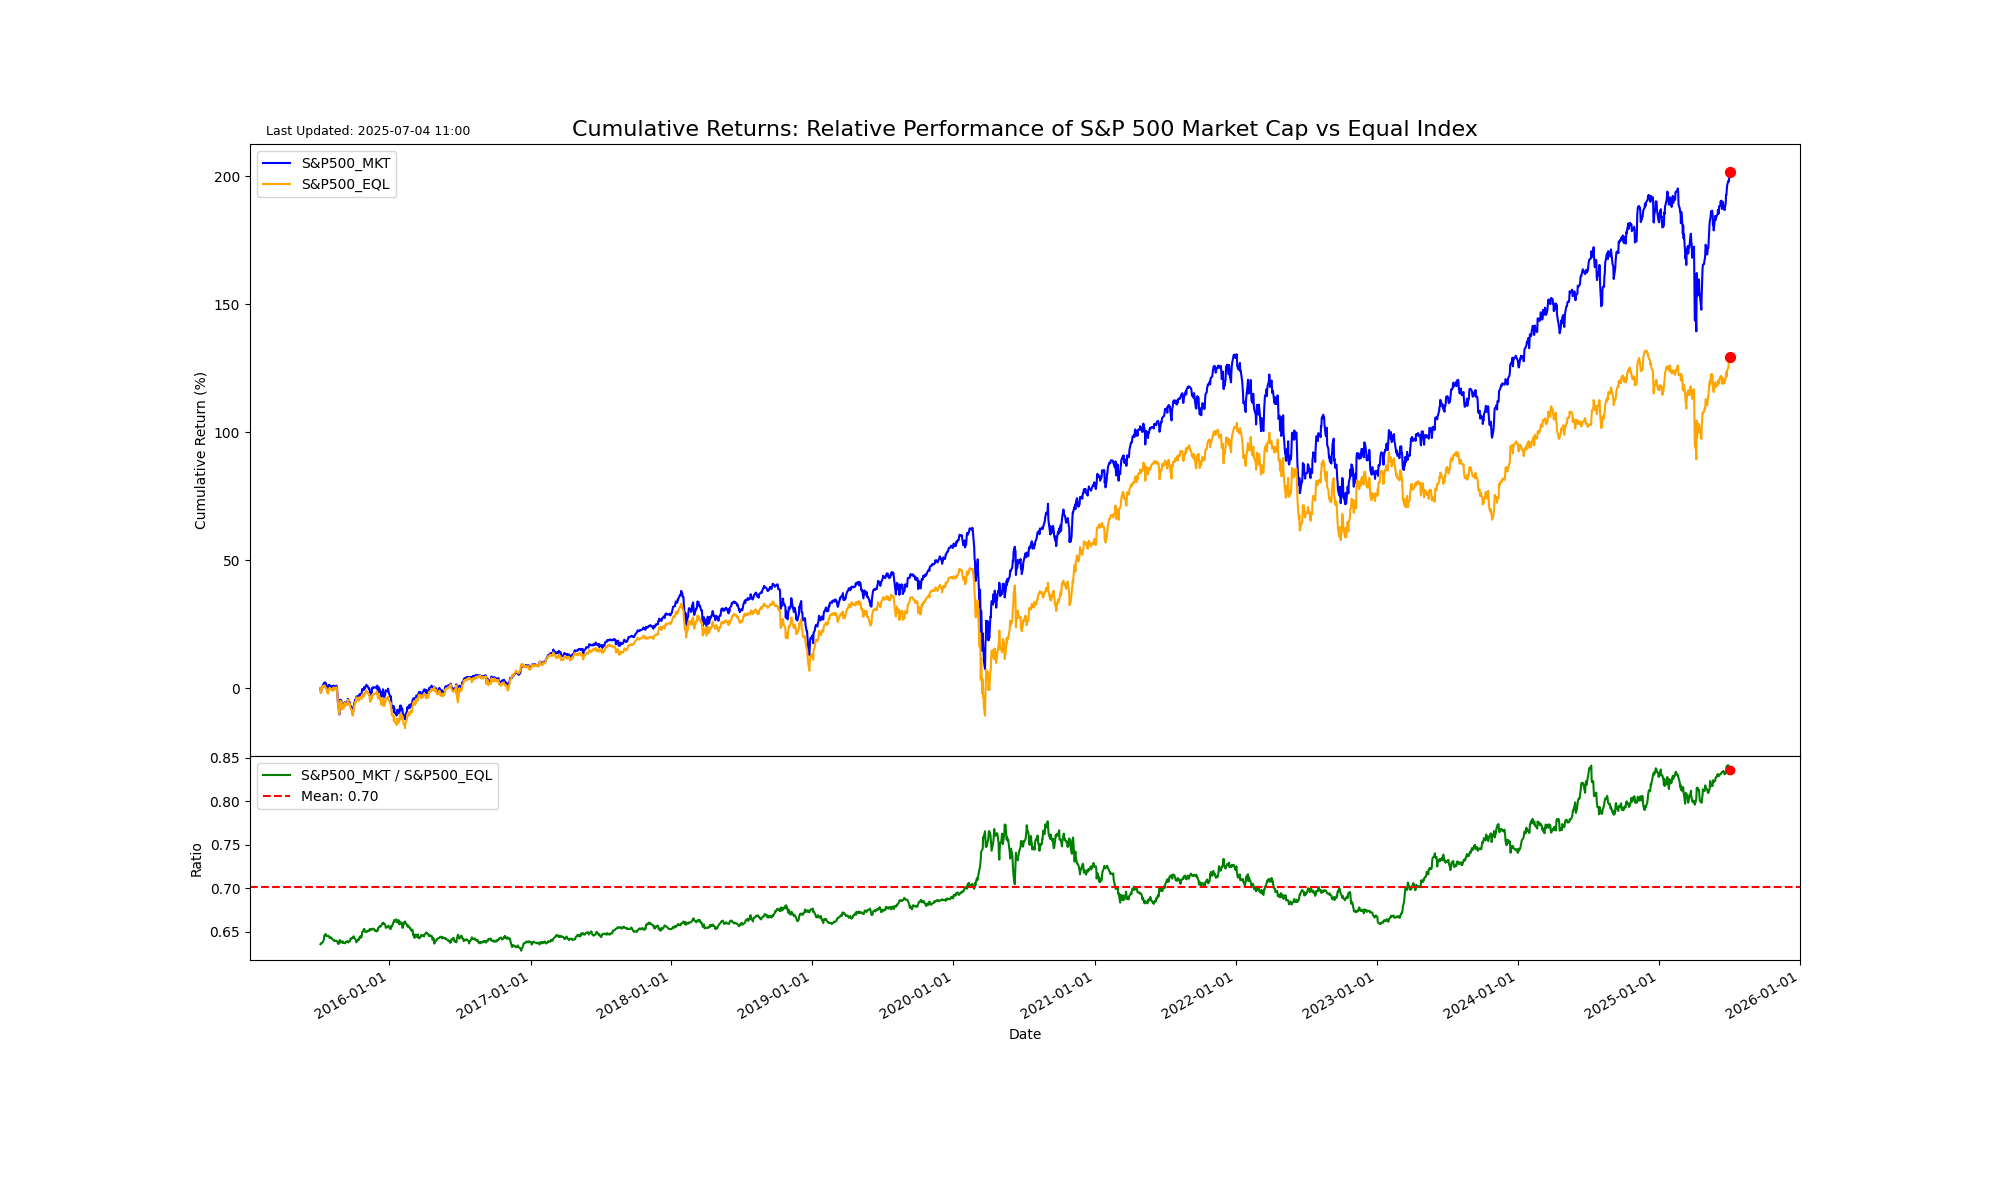 Last Updated: 2025-07-04 11:00
Cumulative Returns: Relative Performance of S&P 500 Market Cap vs Equal Index
S&P500_MKT
S&P500_EQL
200
150
100
50
0
Cumulative Return (%)
S&P500_MKT / S&P500_EQL
Mean: 0.70
0.85
0.80
0.75
0.70
0.65
Ratio
2016-01-01
2017-01-01
2018-01-01
2019-01-01
2020-01-01
2021-01-01
2022-01-01
2023-01-01
2024-01-01
2025-01-01
2026-01-01
Date